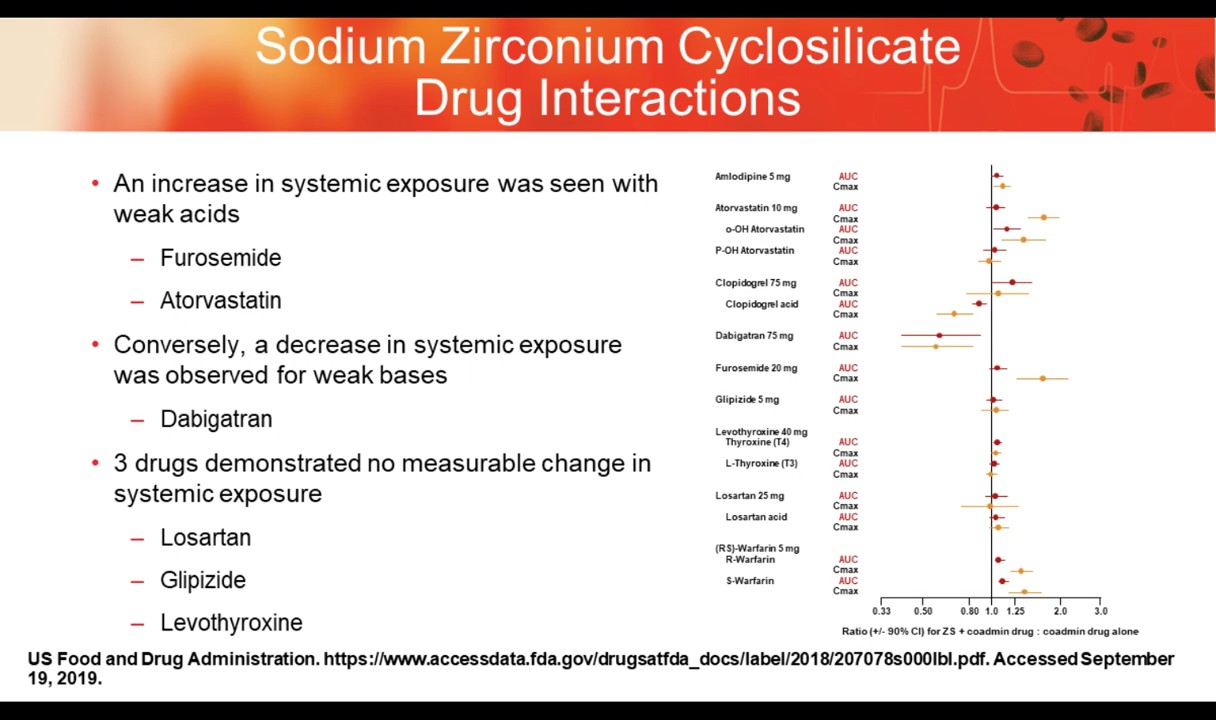 Sodium Zirconium Cyclosilicate
Drug Interactions
• An increase in systemic exposure was seen with
weak acids
– Furosemide
– Atorvastatin
• Conversely, a decrease in systemic exposure
was observed for weak bases
– Dabigatran
• 3 drugs demonstrated no measurable change in
systemic exposure
– Losartan
– Glipizide
– Levothyroxine
Amlodipine 5 mg AUC
Cmax
Atorvastatin 10 mg AUC
Cmax
o-OH Atorvastatin AUC
Cmax
P-OH Atorvastatin AUC
Cmax
Clopidogrel 75 mg AUC
Cmax
Clopidogrel acid AUC
Cmax
Dabigatran 75 mg AUC
Cmax
Furosemide 20 mg AUC
Cmax
Glipizide 5 mg AUC
Cmax
Levothyroxine 40 mg
Thyroxine (T4) AUC
Cmax
L-Thyroxine (T3) AUC
Cmax
Losartan 25 mg AUC
Cmax
Losartan acid AUC
Cmax
(RS)-Warfarin 5 mg
R-Warfarin AUC
Cmax
S-Warfarin AUC
Cmax
0.33 0.50 0.80 1.0 1.25 2.0 3.0
Ratio (+/- 90% CI) for ZS + coadmin drug : coadmin drug alone
US Food and Drug Administration. https://www.accessdata.fda.gov/drugsatfda_docs/label/2018/207078s000lbl.pdf. Accessed September
19, 2019.